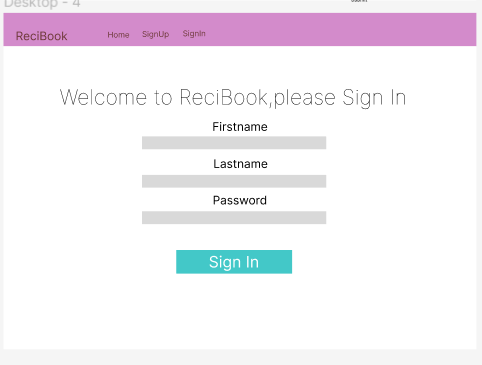 Desktop - 4
ReciBook Home SignUp SignIn
Welcome to ReciBook,please Sign In
Firstname
Lastname
Password
Sign In